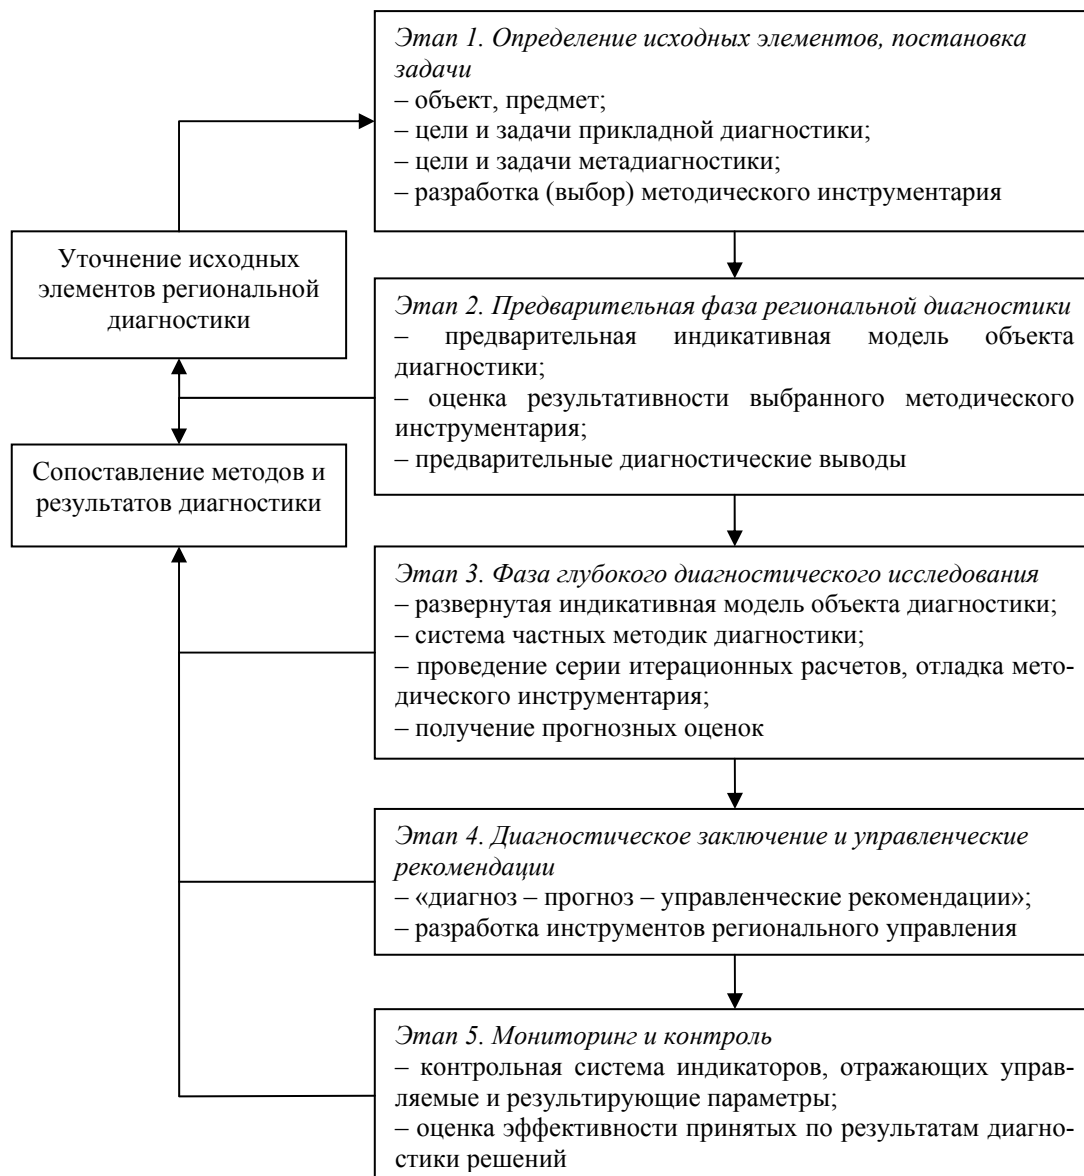 Этап 1. Определение исходных элементов, постановка
задачи
– объект, предмет;
– цели и задачи прикладной диагностики;
– цели и задачи метадиагностики;
– разработка (выбор) методического инструментария
Уточнение исходных
элементов региональной
диагностики
Этап 2. Предварительная фаза региональной диагностики
– предварительная индикативная модель объекта
диагностики;
– оценка результативности выбранного методического
инструментария;
– предварительные диагностические выводы
Сопоставление методов и
результатов диагностики
Этап 3. Фаза глубокого диагностического исследования
– развернутая индикативная модель объекта диагностики;
– система частных методик диагностики;
– проведение серии итерационных расчетов, отладка мето-
дического инструментария;
– получение прогнозных оценок
Этап 4. Диагностическое заключение и управленческие
рекомендации
– «диагноз – прогноз – управленческие рекомендации»;
– разработка инструментов регионального управления
Этап 5. Мониторинг и контроль
– контрольная система индикаторов, отражающих управ-
ляемые и результирующие параметры;
– оценка эффективности принятых по результатам диагно-
стики решений